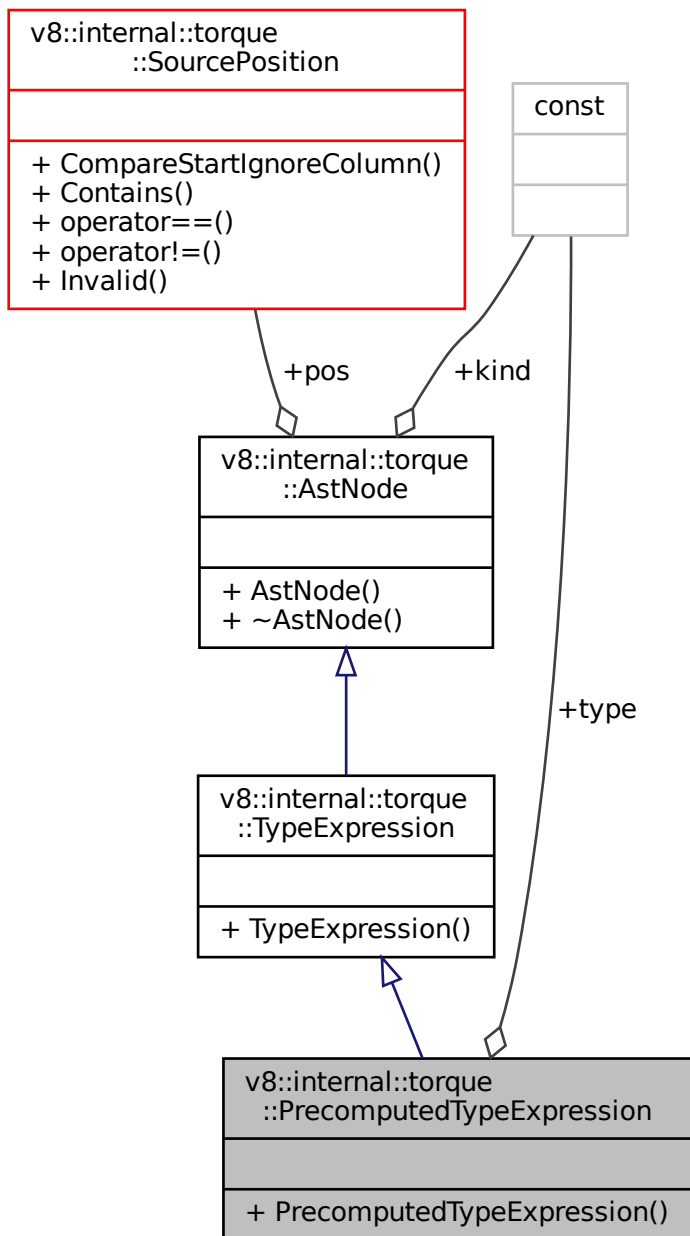 v8::internal::torque
::SourcePosition
+ CompareStartIgnoreColumn()
+ Contains()
+ operator==()
+ operator!=()
+ Invalid()
const
+pos
+kind
v8::internal::torque
::AstNode
+ AstNode()
+ ~AstNode()
+type
v8::internal::torque
::TypeExpression
+ TypeExpression()
v8::internal::torque
::PrecomputedTypeExpression
+ PrecomputedTypeExpression()